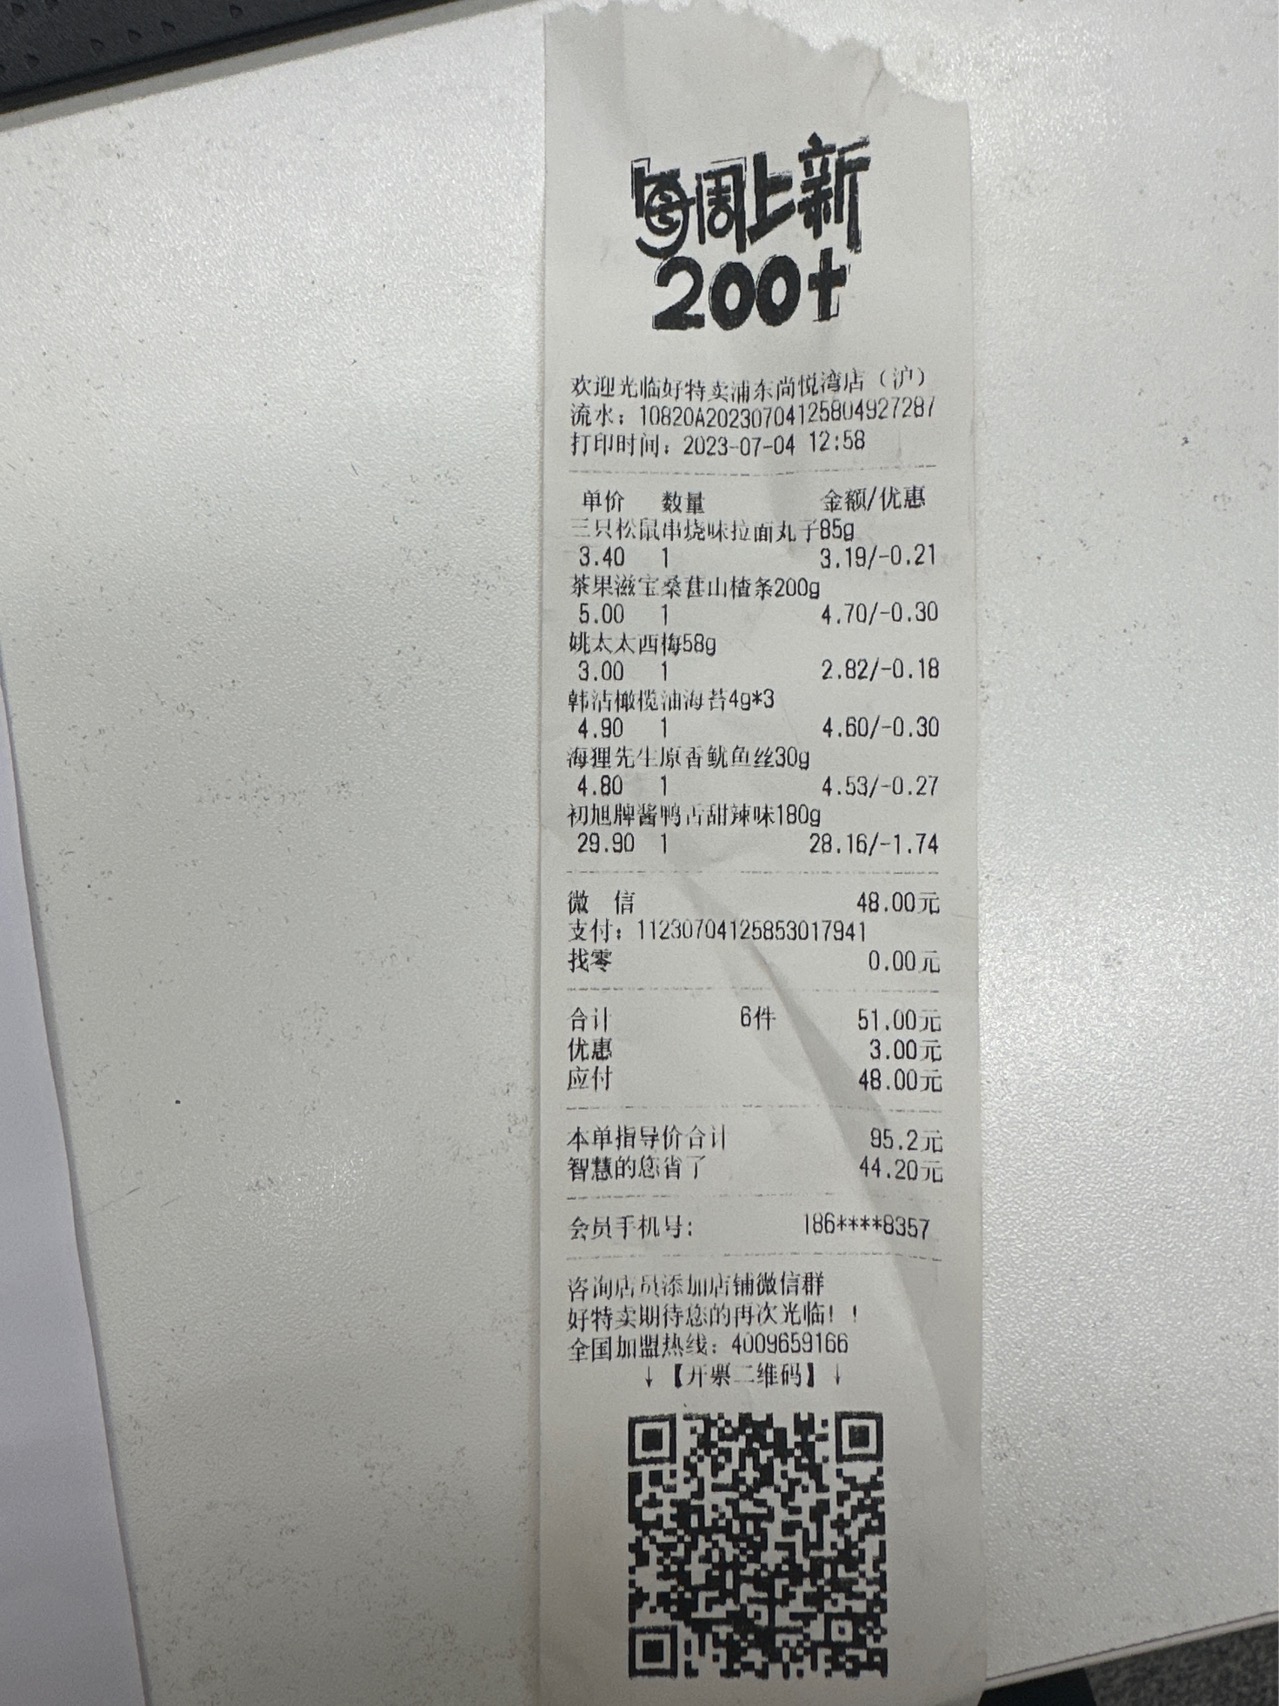 每周上新
200+
欢迎光临好特卖浦东尚悦湾店（沪）
流水：10820A20230704125804927287
打印时间：2023-07-04 12:58
单价 数量 金额/优惠
三只松鼠串烧味拉面丸子85g
3.40 1 3.19/-0.21
茶果滋宝桑葚山楂条200g
5.00 1 4.70/-0.30
姚太太西梅58g
3.00 1 2.82/-0.18
韩沾橄榄油海苔4g*3
4.90 1 4.60/-0.30
海狸先生原香鱿鱼丝30g
4.80 1 4.53/-0.27
初旭牌酱鸭舌甜辣味180g
29.90 1 28.16/-1.74
微 信 48.00元
支付：11230704125853017941
找零 0.00元
合计 6件 51.00元
优惠 3.00元
应付 48.00元
本单指导价合计 95.2元
智慧的您省了 44.20元
会员手机号: 186****8357
咨询店员添加店铺微信群
好特卖期待您的再次光临！！
全国加盟热线：4009659166
↓【开票二维码】↓